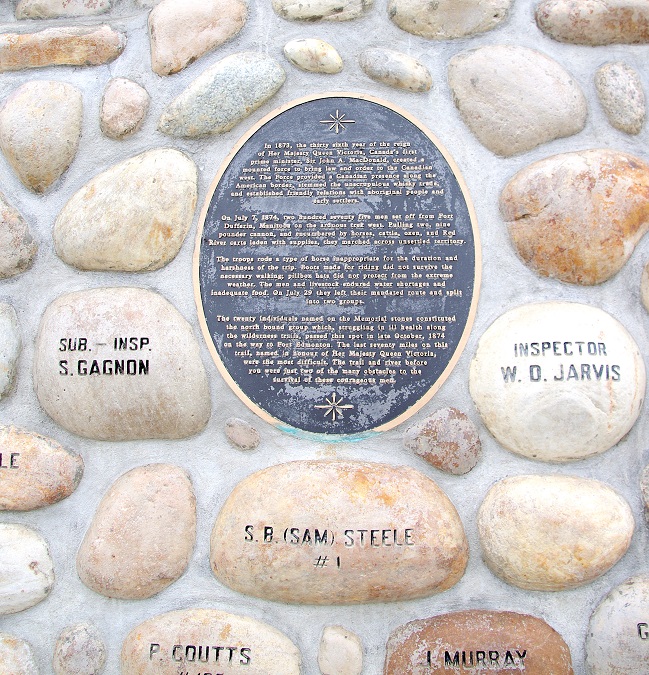 In 1873, the thirty sixth year of the reign
of Her Majesty Queen Victoria, Canada's first
prime minister, Sir John A. MacDonald, created a
mounted force to bring law and order to the Canadian
west. The Force provided a Canadian presence along the
American border, stemmed the unscrupulous whisky trade,
and established friendly relations with aboriginal people and
early settlers.
On July 7, 1874, two hundred seventy five men set off from Fort
Dufferin, Manitoba on the arduous trek west. Pulling two, nine
pounder cannon, and encumbered by horses, cattle, oxen, and Red
River carts laden with supplies, they marched across unsettled territory.
The troops rode a type of horse inappropriate for the duration and
harshness of the trip. Boots made for riding did not survive the
necessary walking; pillbox hats did not protect from the extreme
weather. The men and livestock endured water shortages and
inadequate food. On July 29 they left their mandated route and split
into two groups.
The twenty individuals named on the Memorial stones constituted
the north bound group which, struggling in ill health along
the wilderness trails, passed this spot in late October, 1874
on the way to Fort Edmonton. The last seventy miles on this
trail, named in honour of Her Majesty Queen Victoria,
were the most difficult. The trail and river before
you were just two of the many obstacles to the
survival of these courageous men.
SUB. - INSP.
S. GAGNON
INSPECTOR
W. D. JARVIS
LE
S. B. (SAM) STEELE
# 1
P. COUTTS
J. MURRAY
G